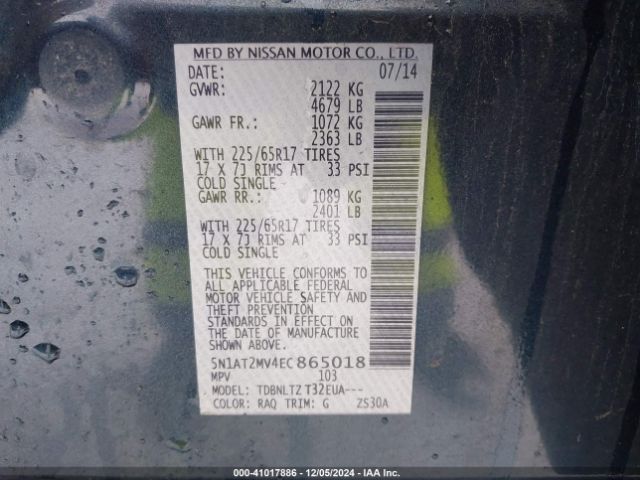 MFD BY NISSAN MOTOR CO., LTD.
DATE: 07/14
GVWR: 2122 KG
4679 LB
GAWR FR.: 1072 KG
2363 LB
WITH 225/65R17 TIRES
17 X 7J RIMS AT 33 PSI
COLD SINGLE
GAWR RR.: 1089 KG
2401 LB
WITH 225/65R17 TIRES
17 X 7J RIMS AT 33 PSI
COLD SINGLE
THIS VEHICLE CONFORMS TO
ALL APPLICABLE FEDERAL
MOTOR VEHICLE SAFETY AND
THEFT PREVENTION
STANDARDS IN EFFECT ON
THE DATE OF MANUFACTURE
SHOWN ABOVE.
5N1AT2MV4EC865018
MPV 103
MODEL: TDBNLTZ T32EUA---
COLOR: RAQ TRIM: G ZS30A
000-41017886 - 12/05/2024 - IAA Inc.